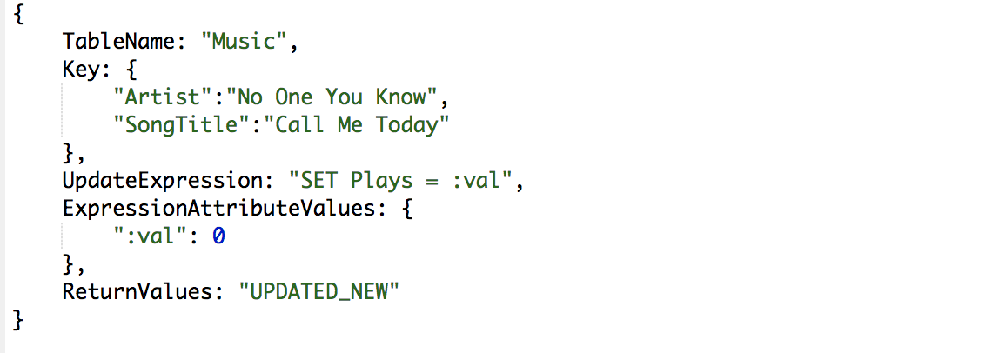 {
    TableName: "Music",
    Key: {
        "Artist":"No One You Know",
        "SongTitle":"Call Me Today"
    },
    UpdateExpression: "SET Plays = :val",
    ExpressionAttributeValues: {
        ":val": 0
    },
    ReturnValues: "UPDATED_NEW"
}